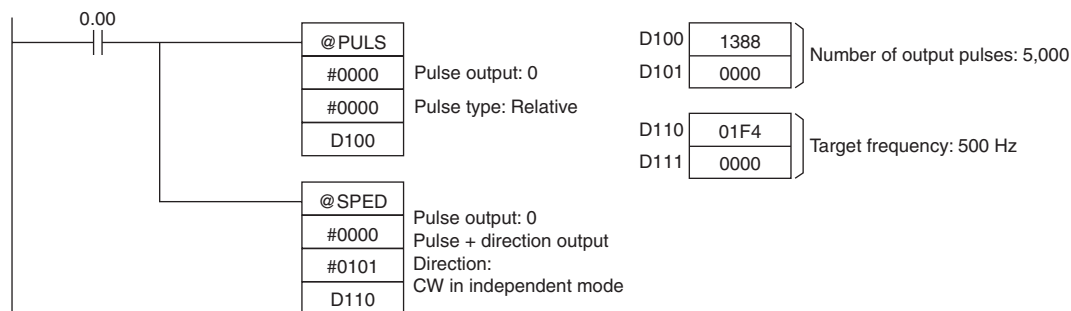 0.00
@PULS
#0000 Pulse output: 0
#0000 Pulse type: Relative
D100
@SPED
#0000
#0101
D110
Pulse output: 0
Pulse + direction output
Direction:
CW in independent mode
D100 1388
D101 0000
Number of output pulses: 5,000
D110 01F4
D111 0000
Target frequency: 500 Hz